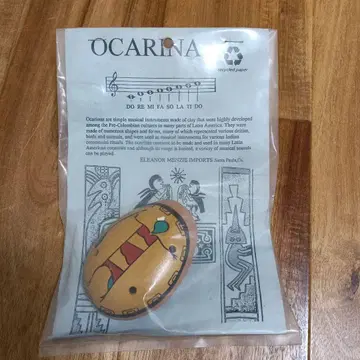 OCARINA
recycled paper
DO RE MI FA SO LA TI DO
Ocarinas are simple musical instruments made of clay that were highly developed
among the Pre-Columbian cultures in many parts of Latin America. They were
made of numerous shapes and forms, many of which represented various deities,
birds and animals, and were used as musical instruments for various Indian
ceremonial rituals. The ocarinas continue to be made and used in many Latin
American countries and although its range is limited, a variety of musical sounds
can be played.
ELEANOR MENZIE IMPORTS